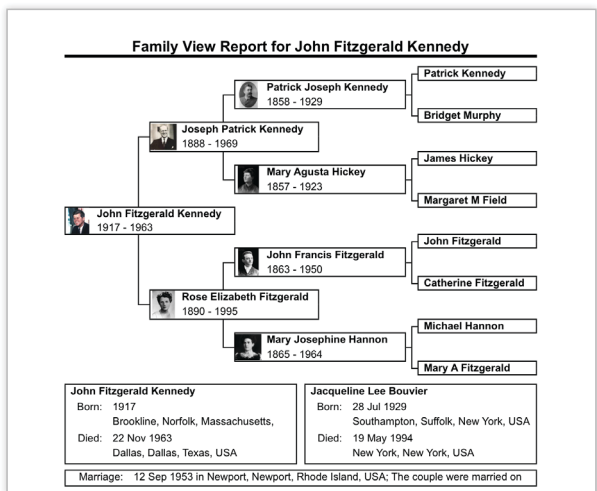 Family View Report for John Fitzgerald Kennedy
Patrick Kennedy
Patrick Joseph Kennedy
1858 - 1929
Bridget Murphy
Joseph Patrick Kennedy
1888 - 1969
James Hickey
Mary Agusta Hickey
1857 - 1923
Margaret M Field
John Fitzgerald Kennedy
1917 - 1963
John Fitzgerald
John Francis Fitzgerald
1863 - 1950
Catherine Fitzgerald
Rose Elizabeth Fitzgerald
1890 - 1995
Michael Hannon
Mary Josephine Hannon
1865 - 1964
Mary A Fitzgerald
John Fitzgerald Kennedy
Born: 1917
Brookline, Norfolk, Massachusetts,
Died: 22 Nov 1963
Dallas, Dallas, Texas, USA
Jacqueline Lee Bouvier
Born: 28 Jul 1929
Southampton, Suffolk, New York, USA
Died: 19 May 1994
New York, New York, USA
Marriage: 12 Sep 1953 in Newport, Newport, Rhode Island, USA; The couple were married on